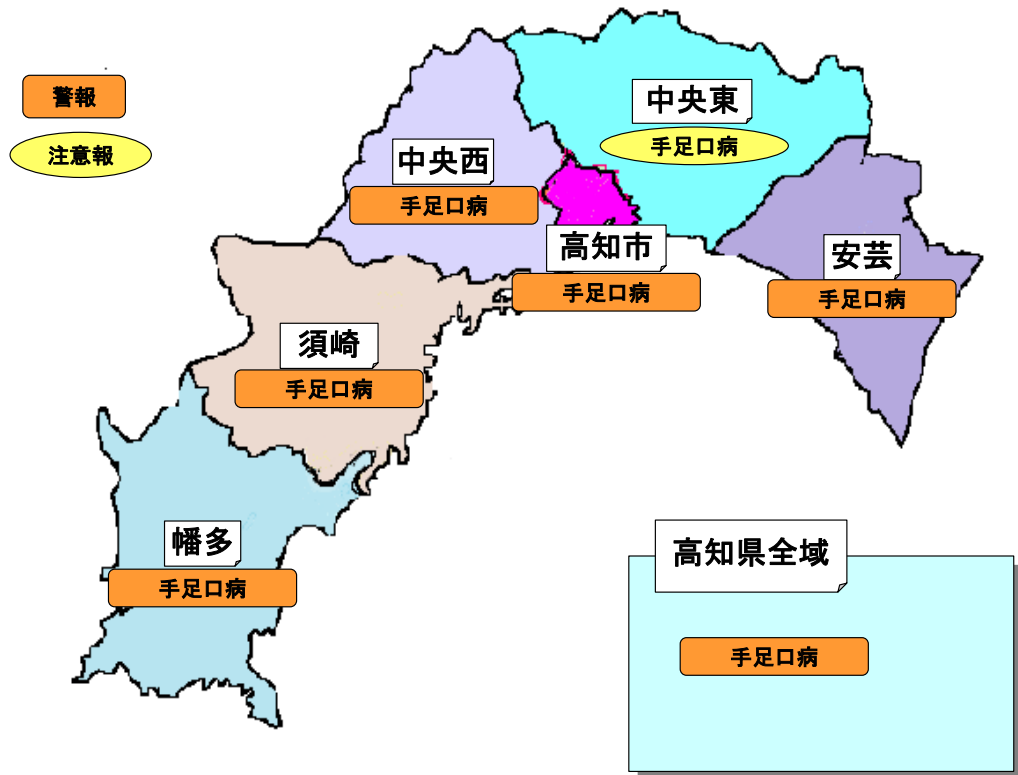 警報
注意報
中央東
手足口病
中央西
手足口病
高知市
手足口病
安芸
手足口病
須崎
手足口病
幡多
手足口病
高知県全域
手足口病